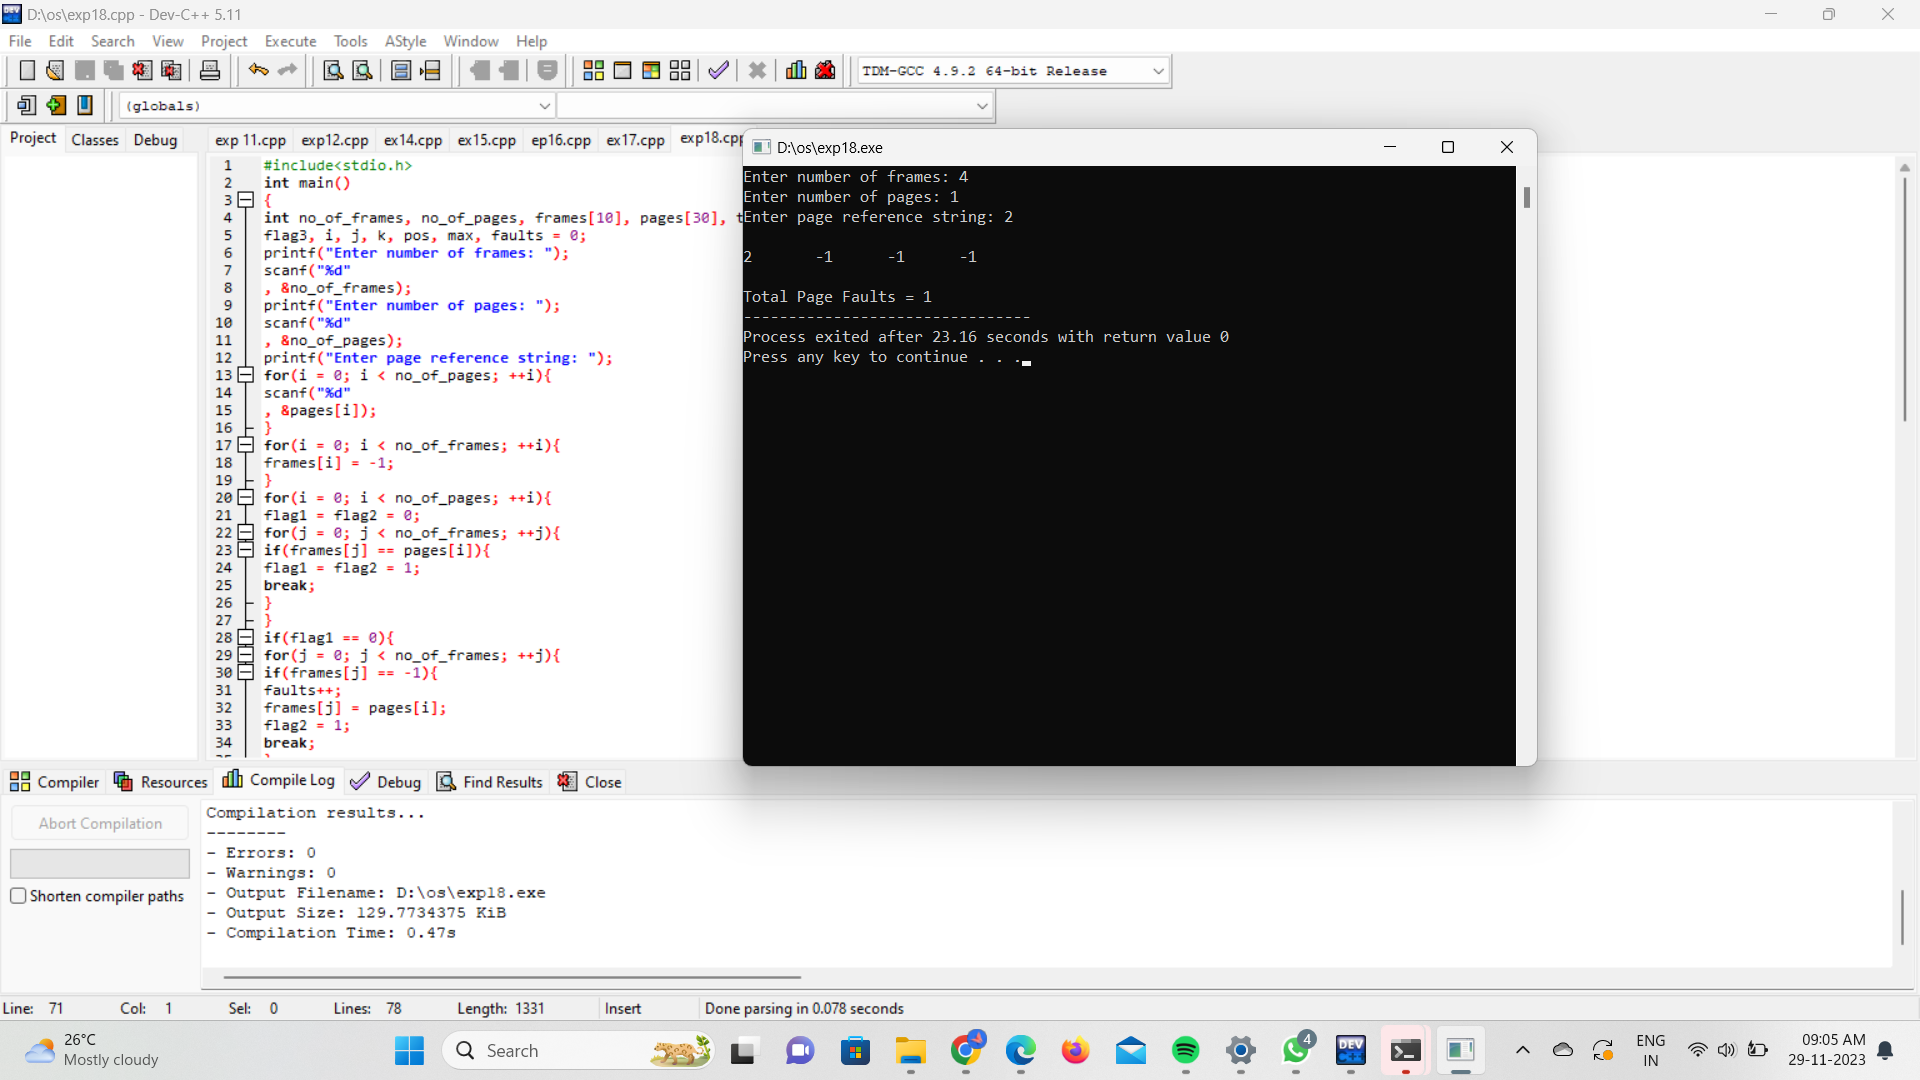 D:\os\exp18.cpp - Dev-C++ 5.11
File Edit Search View Project Execute Tools AStyle Window Help
TDM-GCC 4.9.2 64-bit Release
(globals)
Project Classes Debug
exp 11.cpp exp12.cpp ex14.cpp ex15.cpp ep16.cpp ex17.cpp exp18.cpp
1 #include<stdio.h>
2 int main()
3 {
4 int no_of_frames, no_of_pages, frames[10], pages[30], t
5 flag3, i, j, k, pos, max, faults = 0;
6 printf("Enter number of frames: ");
7 scanf("%d"
8 , &no_of_frames);
9 printf("Enter number of pages: ");
10 scanf("%d"
11 , &no_of_pages);
12 printf("Enter page reference string: ");
13 for(i = 0; i < no_of_pages; ++i){
14 scanf("%d"
15 , &pages[i]);
16 }
17 for(i = 0; i < no_of_frames; ++i){
18 frames[i] = -1;
19 }
20 for(i = 0; i < no_of_pages; ++i){
21 flag1 = flag2 = 0;
22 for(j = 0; j < no_of_frames; ++j){
23 if(frames[j] == pages[i]){
24 flag1 = flag2 = 1;
25 break;
26 }
27 }
28 if(flag1 == 0){
29 for(j = 0; j < no_of_frames; ++j){
30 if(frames[j] == -1){
31 faults++;
32 frames[j] = pages[i];
33 flag2 = 1;
34 break;
D:\os\exp18.exe
Enter number of frames: 4
Enter number of pages: 1
Enter page reference string: 2
2 -1 -1 -1
Total Page Faults = 1
--------------------------------
Process exited after 23.16 seconds with return value 0
Press any key to continue . . .
Compiler Resources Compile Log Debug Find Results Close
Abort Compilation
Shorten compiler paths
Compilation results...
--------
- Errors: 0
- Warnings: 0
- Output Filename: D:\os\exp18.exe
- Output Size: 129.7734375 KiB
- Compilation Time: 0.47s
Line: 71 Col: 1 Sel: 0 Lines: 78 Length: 1331 Insert Done parsing in 0.078 seconds
26°C
Mostly cloudy
Search
4
DEV
ENG
IN
09:05 AM
29-11-2023